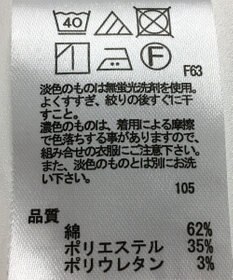 40
F
F63
淡色のものは無蛍光洗剤を使用。
よくすすぎ、絞りの後すぐに干
すこと。
濃色のものは、着用による摩擦
で色落ちする事がありますので、
組み合せの衣服にご注意下さい。
また、淡色のものとは別にお洗
い下さい。
105
品質
綿 62%
ポリエステル 35%
ポリウレタン 3%